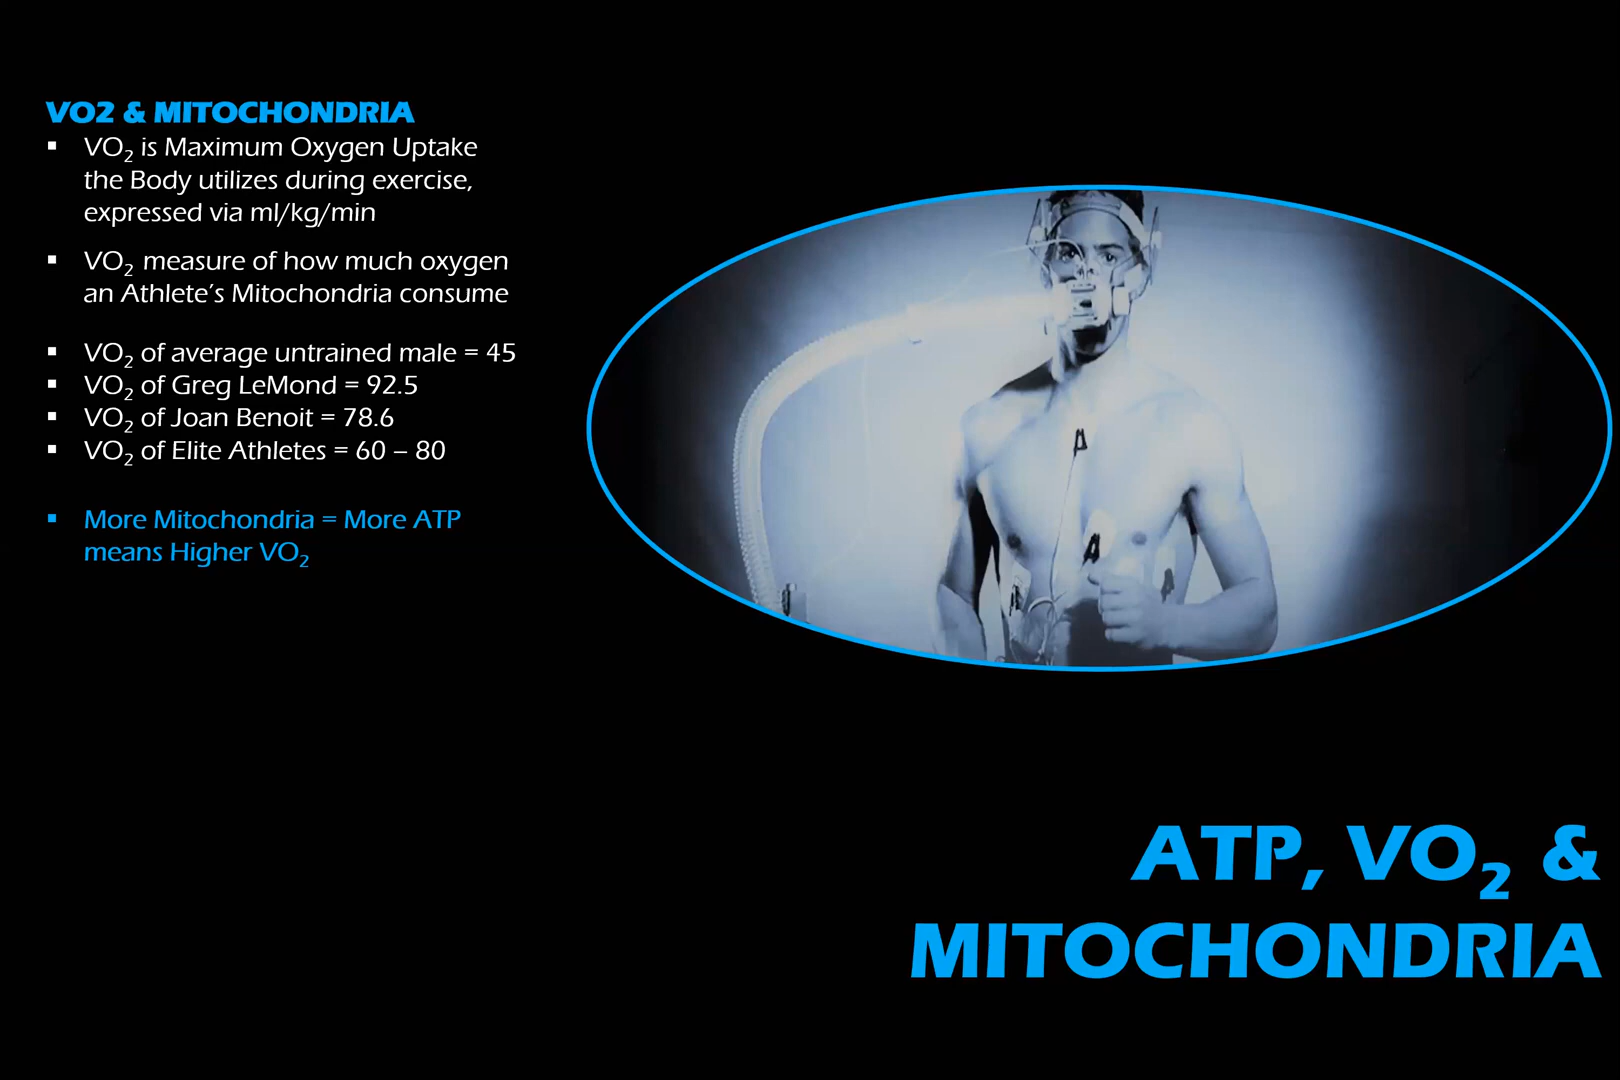 VO2 & MITOCHONDRIA
▪ VO₂ is Maximum Oxygen Uptake
the Body utilizes during exercise,
expressed via ml/kg/min
▪ VO₂ measure of how much oxygen
an Athlete's Mitochondria consume
▪ VO₂ of average untrained male = 45
▪ VO₂ of Greg LeMond = 92.5
▪ VO₂ of Joan Benoit = 78.6
▪ VO₂ of Elite Athletes = 60 – 80
▪ More Mitochondria = More ATP
means Higher VO₂
ATP, VO₂ &
MITOCHONDRIA